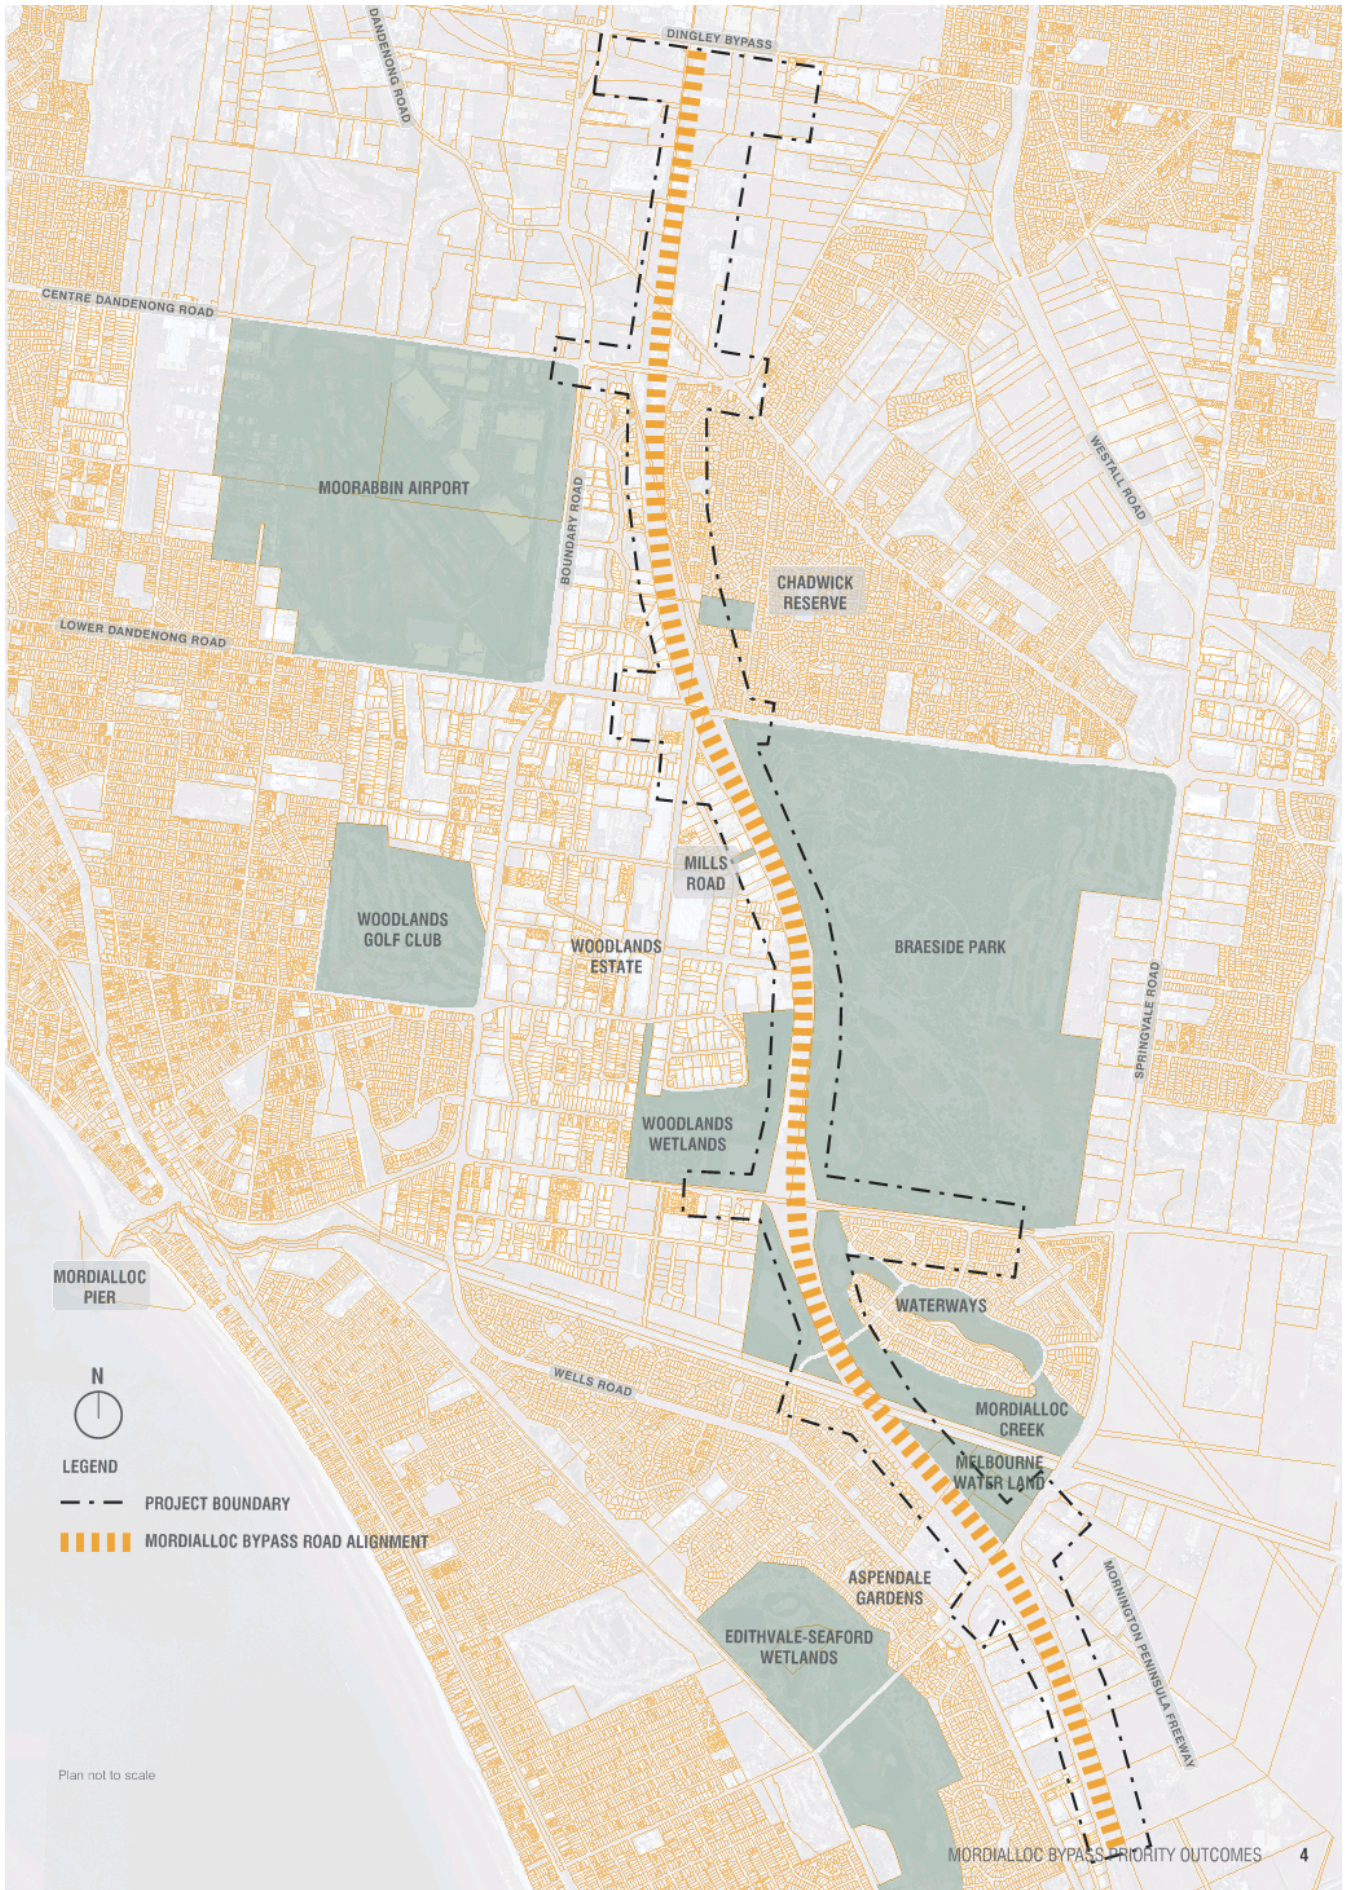 DINGLEY BYPASS
DANDENONG ROAD
CENTRE DANDENONG ROAD
WESTALL ROAD
MOORABBIN AIRPORT
BOUNDARY ROAD
CHADWICK
RESERVE
LOWER DANDENONG ROAD
MILLS
ROAD
WOODLANDS
GOLF CLUB
WOODLANDS
ESTATE
BRAESIDE PARK
SPRINGVALE ROAD
WOODLANDS
WETLANDS
MORDIALLOC
PIER
WATERWAYS
WELLS ROAD
MORDIALLOC
CREEK
MELBOURNE
WATER LAND
N
LEGEND
PROJECT BOUNDARY
MORDIALLOC BYPASS ROAD ALIGNMENT
ASPENDALE
GARDENS
MORNINGTON PENINSULA FREEWAY
EDITHVALE-SEAFORD
WETLANDS
Plan not to scale
MORDIALLOC BYPASS PRIORITY OUTCOMES 4